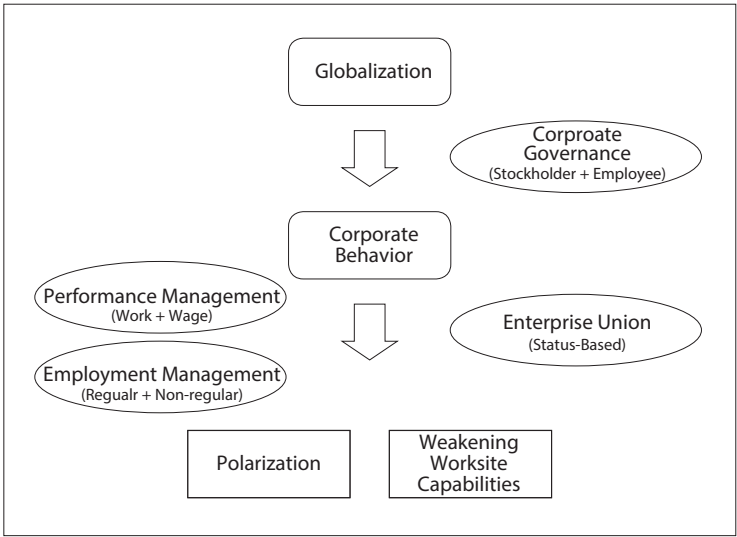 Globalization
Corproate
Governance
(Stockholder + Employee)
Corporate
Behavior
Performance Management
(Work + Wage)
Enterprise Union
(Status-Based)
Employment Management
(Regualr + Non-regular)
Polarization
Weakening
Worksite
Capabilities